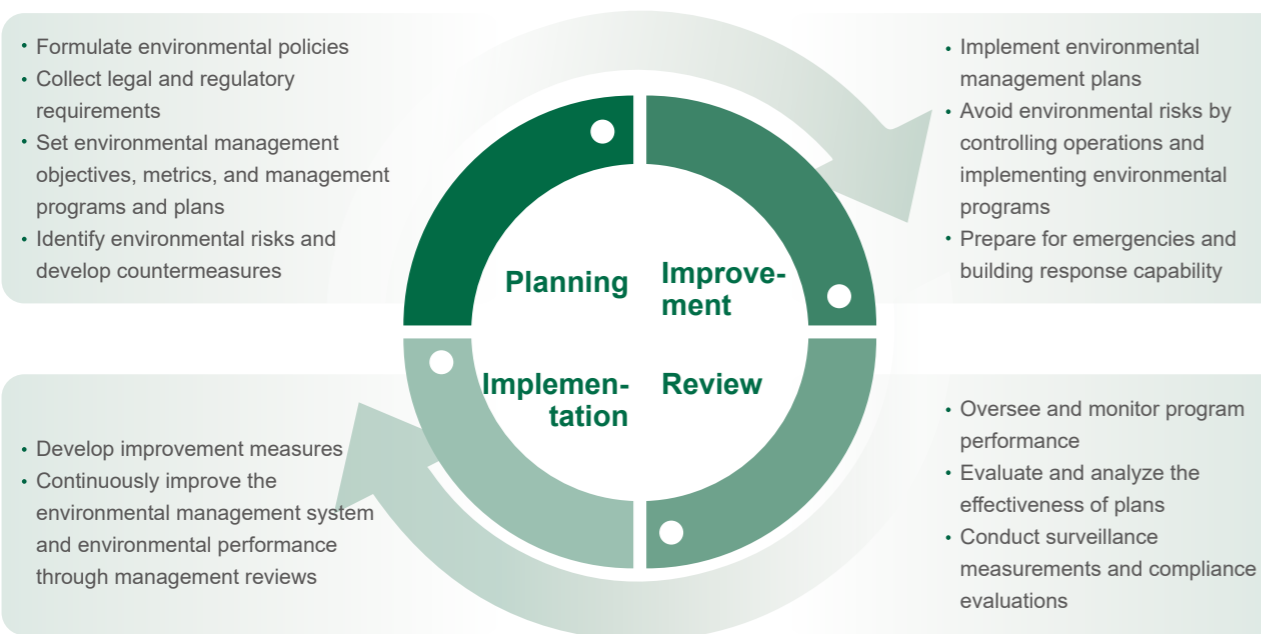 • Formulate environmental policies
• Collect legal and regulatory
requirements
• Set environmental management
objectives, metrics, and management
programs and plans
• Identify environmental risks and
develop countermeasures
• Implement environmental
management plans
• Avoid environmental risks by
controlling operations and
implementing environmental
programs
• Prepare for emergencies and
building response capability
Planning
Improve-
ment
Implemen-
tation
Review
• Develop improvement measures
• Continuously improve the
environmental management system
and environmental performance
through management reviews
• Oversee and monitor program
performance
• Evaluate and analyze the
effectiveness of plans
• Conduct surveillance
measurements and compliance
evaluations